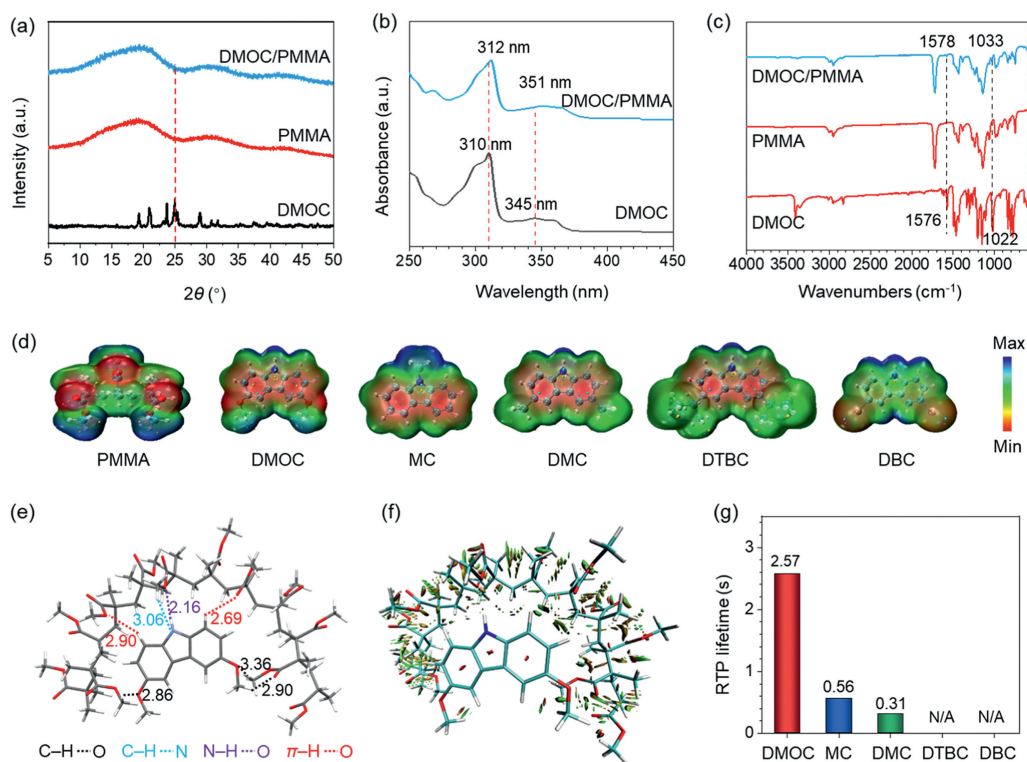 (a)
DMOC/PMMA
PMMA
DMOC
Intensity (a.u.)
5 10 15 20 25 30 35 40 45 50
2θ (°)
(b)
312 nm
351 nm
DMOC/PMMA
310 nm
345 nm
DMOC
Absorbance (a.u.)
250 300 350 400 450
Wavelength (nm)
(c)
1578 1033
DMOC/PMMA
PMMA
DMOC
1576
1022
4000 3000 2000 1000
Wavenumbers (cm⁻¹)
(d)
Max
Min
PMMA DMOC MC DMC DTBC DBC
(e)
2.16
3.06
2.69
2.90
3.36
2.90
2.86
C–H···O C–H···N N–H···O π–H···O
(f)
(g)
RTP lifetime (s)
3
2
1
0
2.57
0.56
0.31
N/A N/A
DMOC MC DMC DTBC DBC